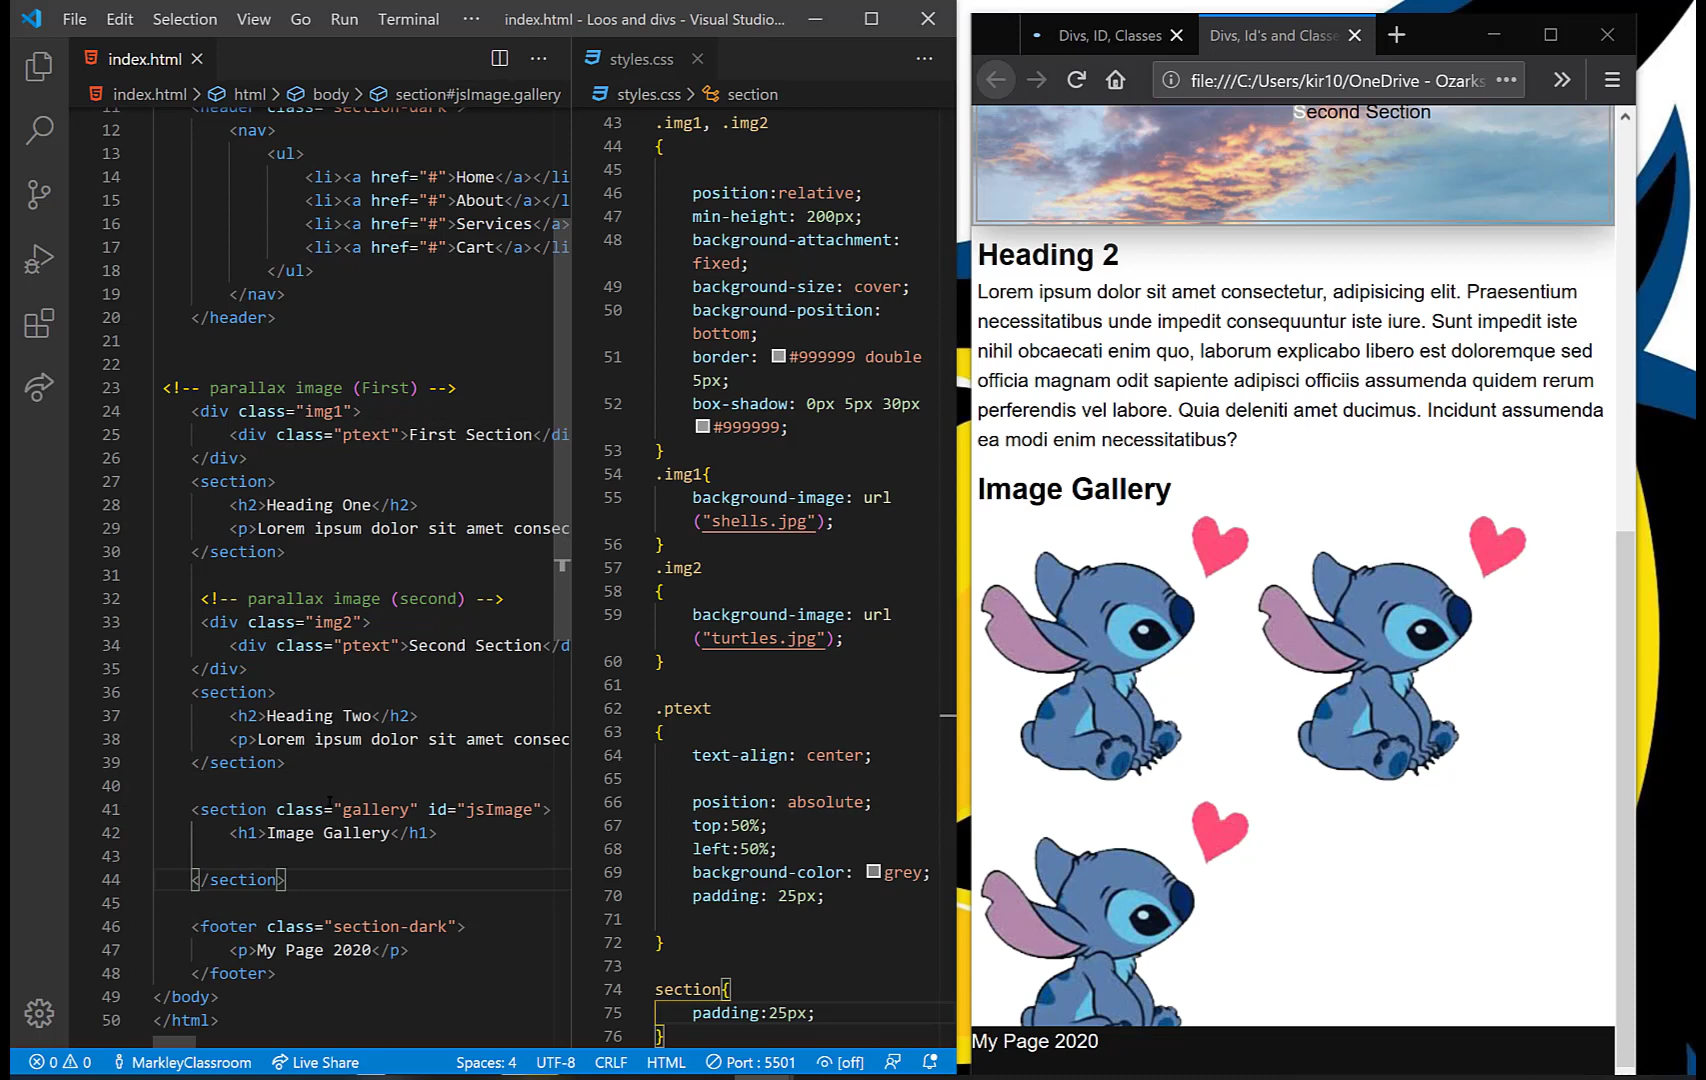 File Edit Selection View Go Run Terminal ··· index.html - Loos and divs - Visual Studio...
index.html
html > body > section#jsImage.gallery
<header class="section-dark">
12 <nav>
13 <ul>
14 <li><a href="#">Home</a></li
15 <li><a href="#">About</a></l
16 <li><a href="#">Services</a>
17 <li><a href="#">Cart</a></li
18 </ul>
19 </nav>
20 </header>
21
22
23 <!-- parallax image (First) -->
24 <div class="img1">
25 <div class="ptext">First Section</di
26 </div>
27 <section>
28 <h2>Heading One</h2>
29 <p>Lorem ipsum dolor sit amet consec
30 </section>
31
32 <!-- parallax image (second) -->
33 <div class="img2">
34 <div class="ptext">Second Section</d
35 </div>
36 <section>
37 <h2>Heading Two</h2>
38 <p>Lorem ipsum dolor sit amet consec
39 </section>
40
41 <section class="gallery" id="jsImage">
42 <h1>Image Gallery</h1>
43
44 </section>
45
46 <footer class="section-dark">
47 <p>My Page 2020</p>
48 </footer>
49 </body>
50 </html>
styles.css
styles.css > section
43 .img1, .img2
44 {
45
46 position:relative;
47 min-height: 200px;
48 background-attachment:
fixed;
49 background-size: cover;
50 background-position:
bottom;
51 border: #999999 double
5px;
52 box-shadow: 0px 5px 30px
#999999;
53 }
54 .img1{
55 background-image: url
("shells.jpg");
56 }
57 .img2
58 {
59 background-image: url
("turtles.jpg");
60 }
61
62 .ptext
63 {
64 text-align: center;
65
66 position: absolute;
67 top:50%;
68 left:50%;
69 background-color: grey;
70 padding: 25px;
71
72 }
73
74 section{
75 padding:25px;
76 }
0 0 MarkleyClassroom Live Share Spaces: 4 UTF-8 CRLF HTML Port : 5501 [off]
Divs, ID, Classes
Divs, Id's and Classe
file:///C:/Users/kir10/OneDrive - Ozarks
Second Section
Heading 2
Lorem ipsum dolor sit amet consectetur, adipisicing elit. Praesentium
necessitatibus unde impedit consequuntur iste iure. Sunt impedit iste
nihil obcaecati enim quo, laborum explicabo libero est doloremque sed
officia magnam odit sapiente adipisci officiis assumenda quidem rerum
perferendis vel labore. Quia deleniti amet ducimus. Incidunt assumenda
ea modi enim necessitatibus?
Image Gallery
My Page 2020